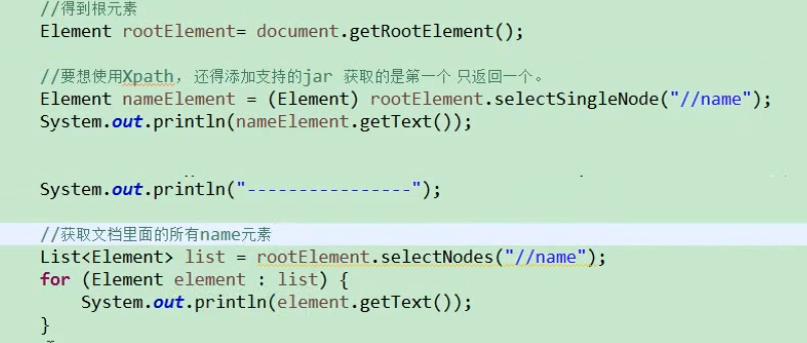 //得到根元素
Element rootElement= document.getRootElement();
//要想使用Xpath，还得添加支持的jar 获取的是第一个 只返回一个。
Element nameElement = (Element) rootElement.selectSingleNode("//name");
System.out.println(nameElement.getText());
System.out.println("----------------");
//获取文档里面的所有name元素
List<Element> list = rootElement.selectNodes("//name");
for (Element element : list) {
System.out.println(element.getText());
}